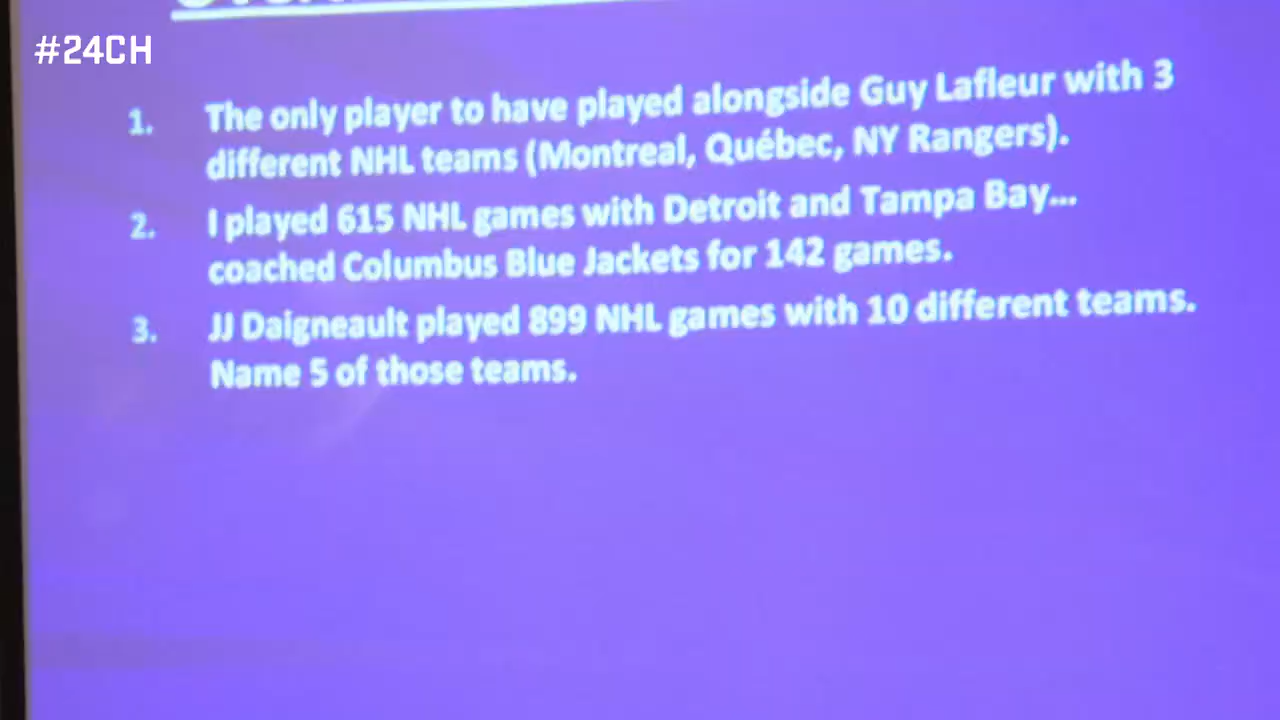 #24CH
1. The only player to have played alongside Guy Lafleur with 3
different NHL teams (Montreal, Québec, NY Rangers).
2. I played 615 NHL games with Detroit and Tampa Bay...
coached Columbus Blue Jackets for 142 games.
3. JJ Daigneault played 899 NHL games with 10 different teams.
Name 5 of those teams.